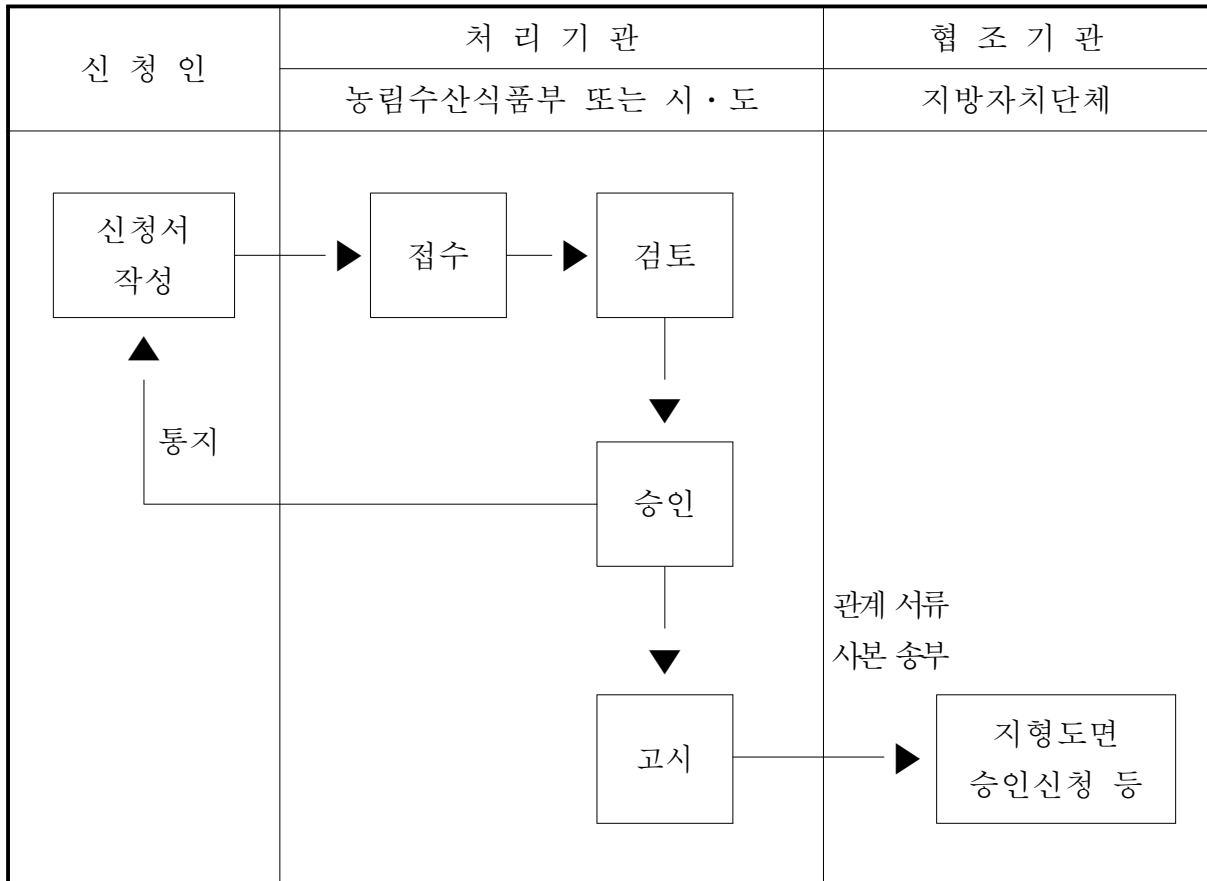 신 청 인
처 리 기 관
협 조 기 관
농림수산식품부 또는 시・도
지방자치단체
신청서
작성
접수
검토
통지
승인
관계 서류
사본 송부
고시
지형도면
승인신청 등